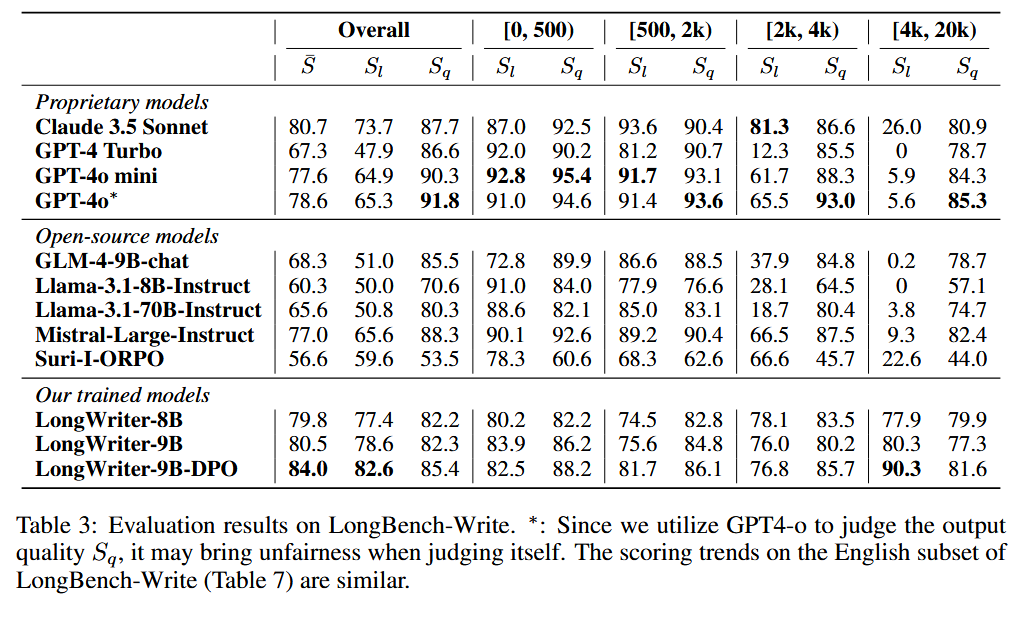 Overall [0, 500) [500, 2k) [2k, 4k) [4k, 20k)
S̄ Sl Sq Sl Sq Sl Sq Sl Sq Sl Sq
Proprietary models
Claude 3.5 Sonnet 80.7 73.7 87.7 87.0 92.5 93.6 90.4 81.3 86.6 26.0 80.9
GPT-4 Turbo 67.3 47.9 86.6 92.0 90.2 81.2 90.7 12.3 85.5 0 78.7
GPT-4o mini 77.6 64.9 90.3 92.8 95.4 91.7 93.1 61.7 88.3 5.9 84.3
GPT-4o* 78.6 65.3 91.8 91.0 94.6 91.4 93.6 65.5 93.0 5.6 85.3
Open-source models
GLM-4-9B-chat 68.3 51.0 85.5 72.8 89.9 86.6 88.5 37.9 84.8 0.2 78.7
Llama-3.1-8B-Instruct 60.3 50.0 70.6 91.0 84.0 77.9 76.6 28.1 64.5 0 57.1
Llama-3.1-70B-Instruct 65.6 50.8 80.3 88.6 82.1 85.0 83.1 18.7 80.4 3.8 74.7
Mistral-Large-Instruct 77.0 65.6 88.3 90.1 92.6 89.2 90.4 66.5 87.5 9.3 82.4
Suri-I-ORPO 56.6 59.6 53.5 78.3 60.6 68.3 62.6 66.6 45.7 22.6 44.0
Our trained models
LongWriter-8B 79.8 77.4 82.2 80.2 82.2 74.5 82.8 78.1 83.5 77.9 79.9
LongWriter-9B 80.5 78.6 82.3 83.9 86.2 75.6 84.8 76.0 80.2 80.3 77.3
LongWriter-9B-DPO 84.0 82.6 85.4 82.5 88.2 81.7 86.1 76.8 85.7 90.3 81.6
Table 3: Evaluation results on LongBench-Write. *: Since we utilize GPT4-o to judge the output
quality Sq, it may bring unfairness when judging itself. The scoring trends on the English subset of
LongBench-Write (Table 7) are similar.